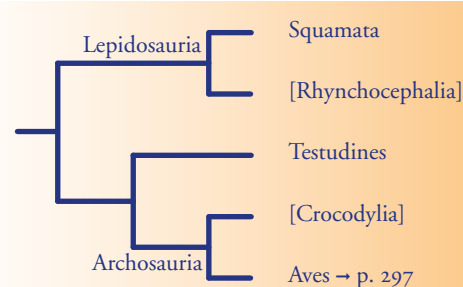 Lepidosauria
Squamata
[Rhynchocephalia]
Testudines
[Crocodylia]
Archosauria
Aves → p. 297